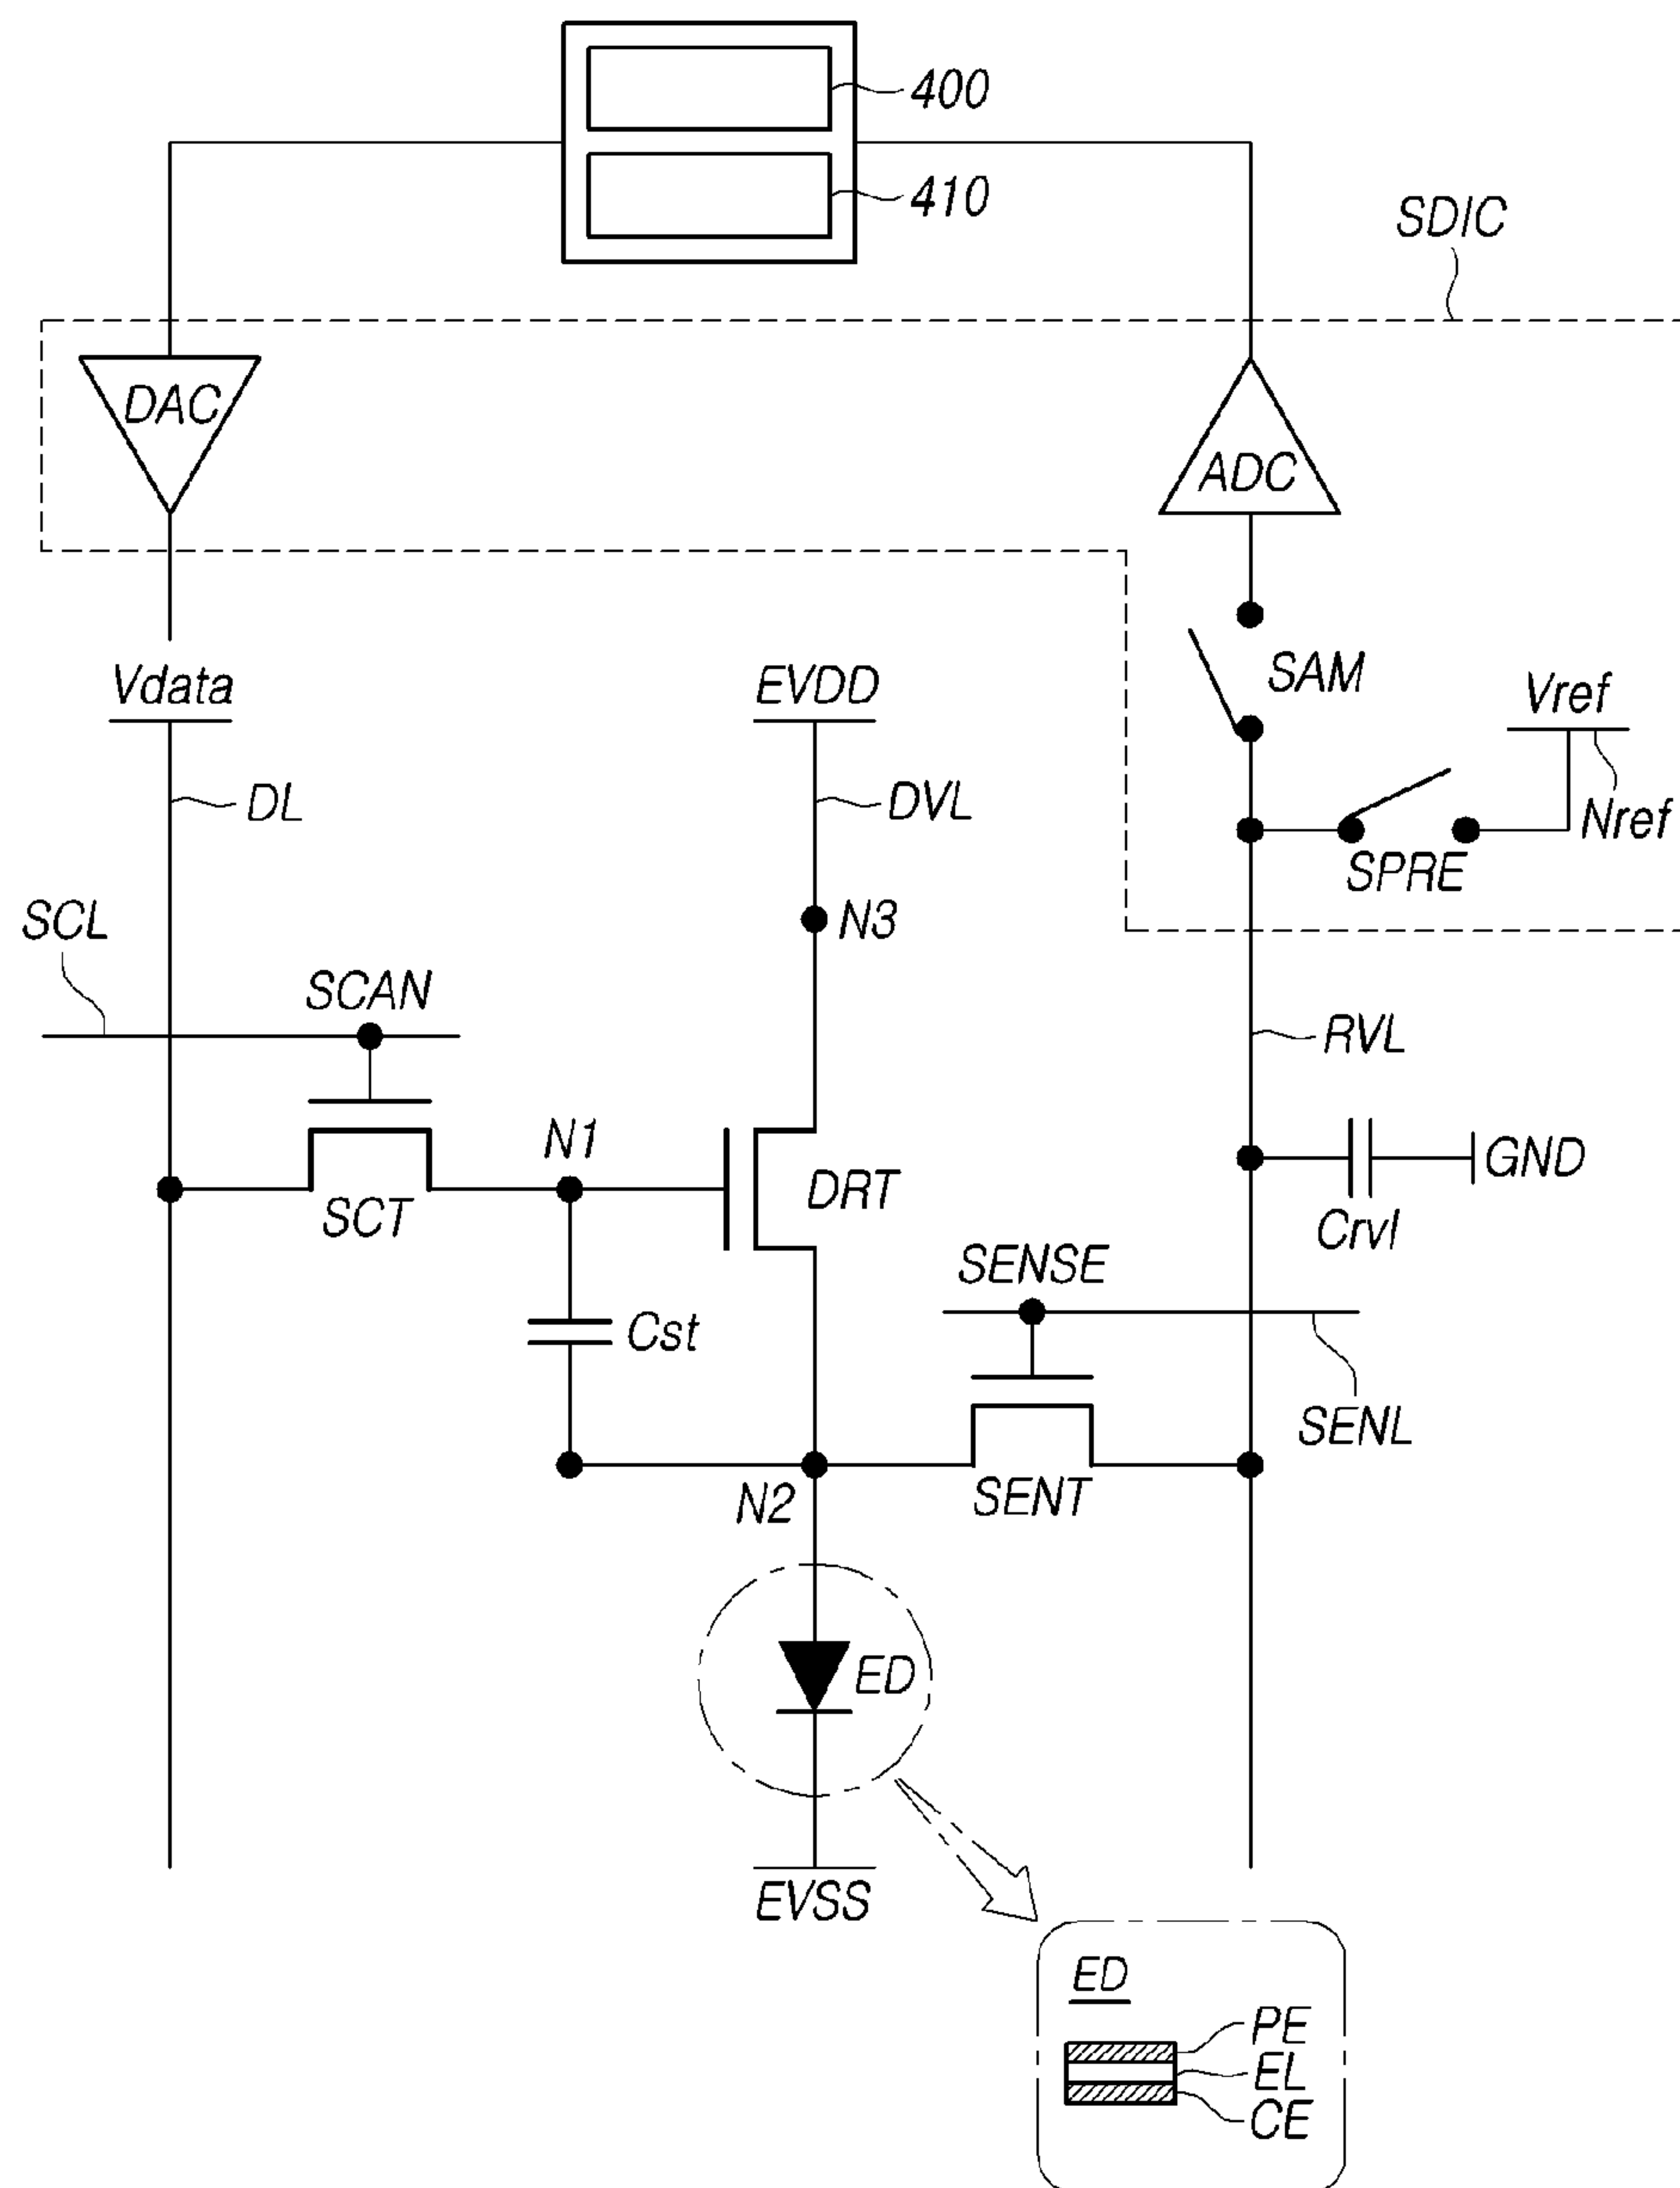 400
410
SDIC
DAC
ADC
SAM
Vdata
EVDD
Vref
DL
DVL
Nref
SPRE
SCL
N3
SCAN
RVL
N1
GND
DRT
SCT
Crvl
SENSE
Cst
SENL
N2
SENT
ED
EVSS
ED
PE
EL
CE